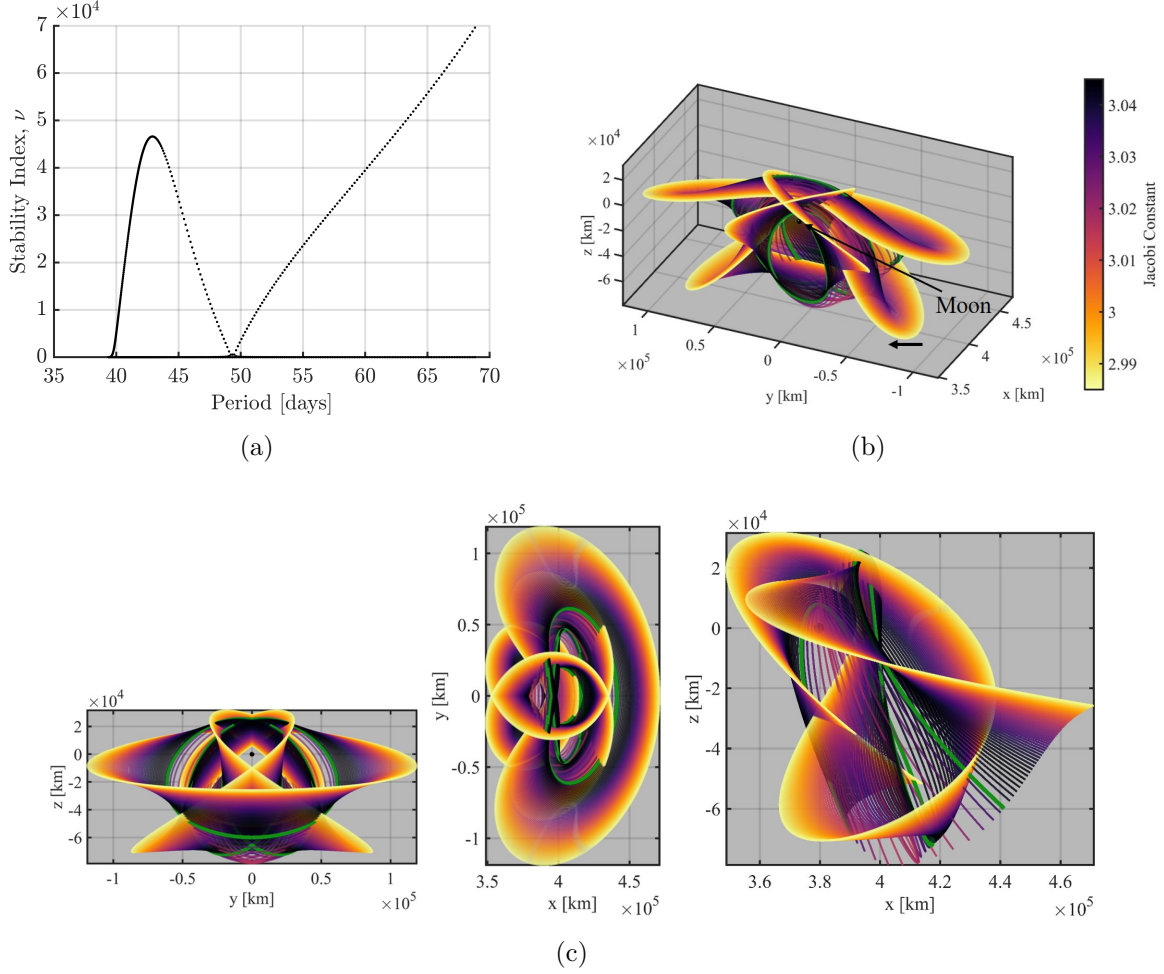 ×10⁴
7
6
5
4
3
2
1
0
Stability Index, ν
35 40 45 50 55 60 65 70
Period [days]
(a)
×10⁴
2
0
-2
-4
-6
z [km]
1
0.5
0
-0.5
-1
×10⁵
y [km]
3.5
4
4.5
×10⁵
x [km]
Moon
3.04
3.03
3.02
3.01
3
2.99
Jacobi Constant
(b)
×10⁴
2
0
-2
-4
-6
z [km]
-1 -0.5 0 0.5 1
y [km]
×10⁵
×10⁵
1
0.5
0
-0.5
-1
y [km]
3.5 4 4.5
x [km]
×10⁵
×10⁴
2
0
-2
-4
-6
z [km]
3.6 3.8 4 4.2 4.4 4.6
x [km]
×10⁵
(c)